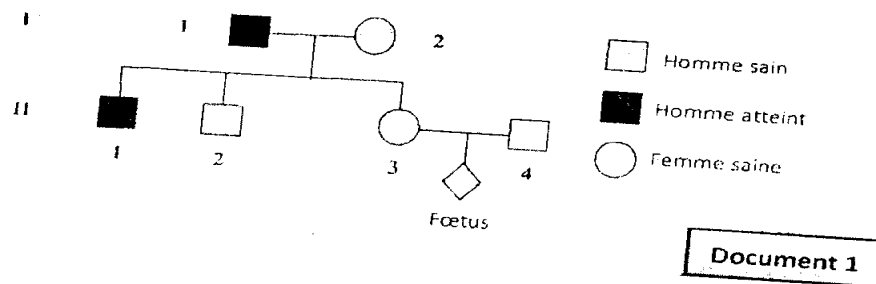 I 1 2
Homme sain
Homme atteint
II 1 2 3 4
Femme saine
Fœtus
Document 1